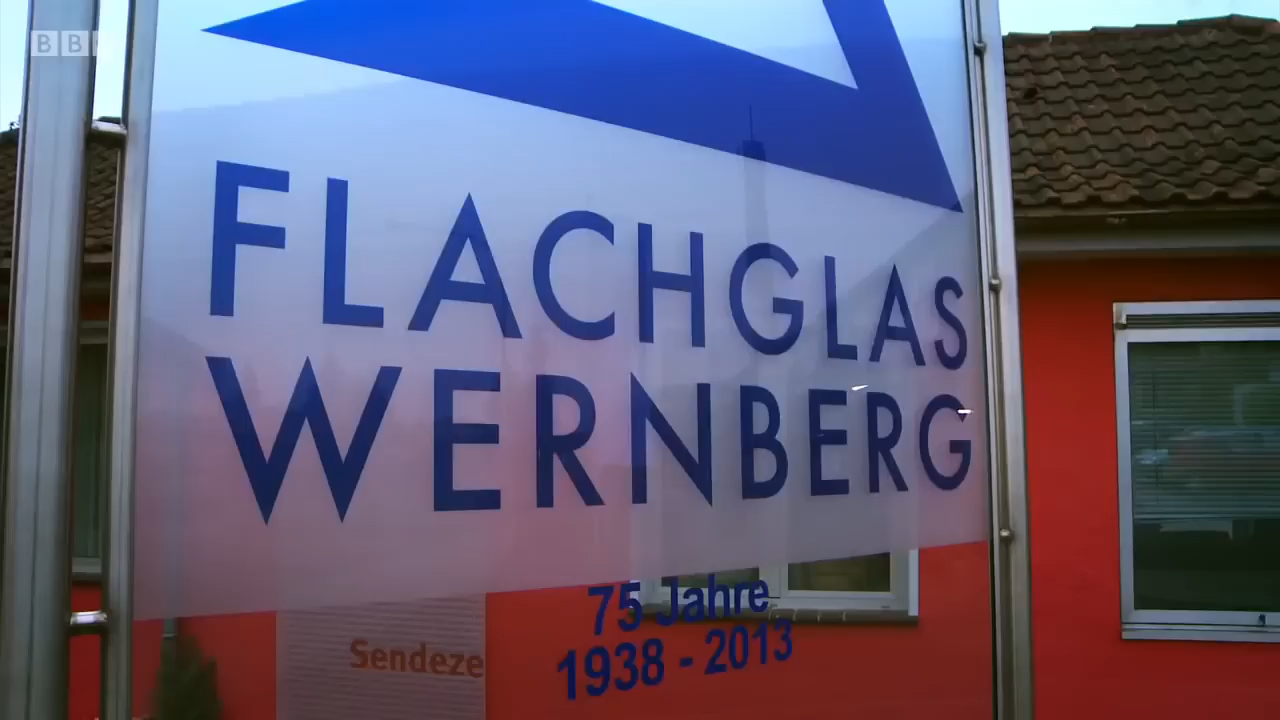 BBC
FLACHGLAS
WERNBERG
75 Jahre
1938 - 2013
Sendeze